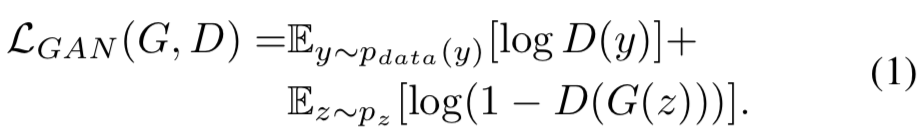 ℒ_{GAN}(G, D) = 𝔼_{y∼p_{data}(y)}[log D(y)]+
𝔼_{z∼p_z}[log(1 − D(G(z)))]. (1)